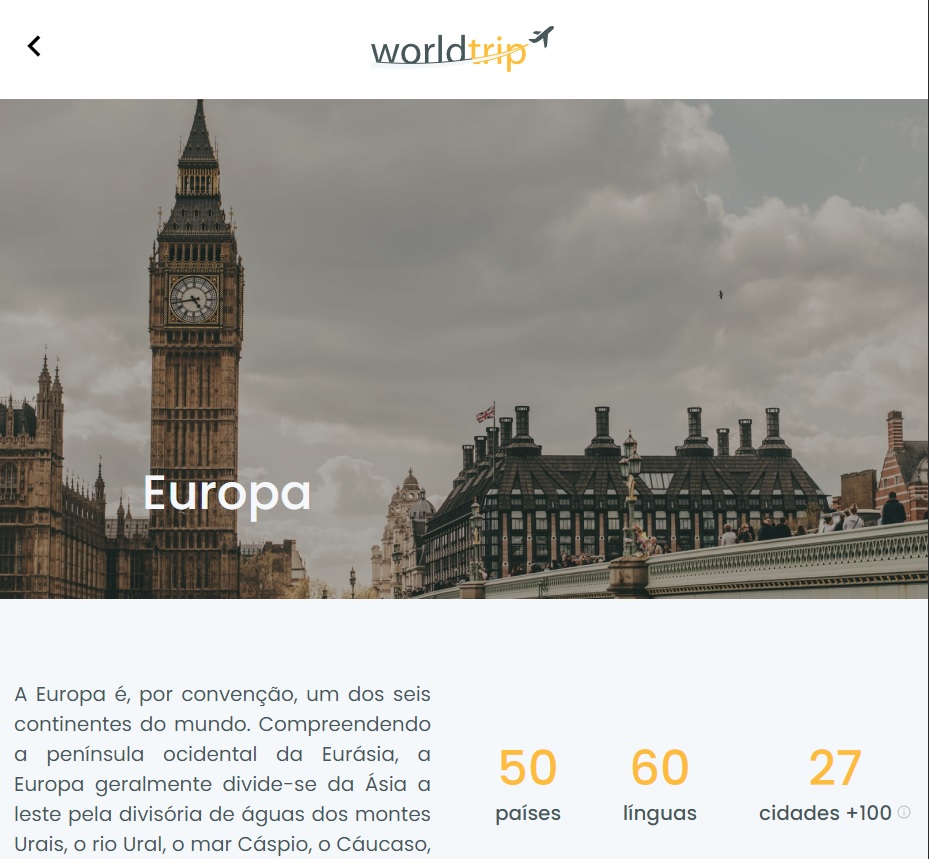 worldtrip
Europa
A Europa é, por convenção, um dos seis
continentes do mundo. Compreendendo
a península ocidental da Eurásia, a
Europa geralmente divide-se da Ásia a
leste pela divisória de águas dos montes
Urais, o rio Ural, o mar Cáspio, o Cáucaso,
50
países
60
línguas
27
cidades +100